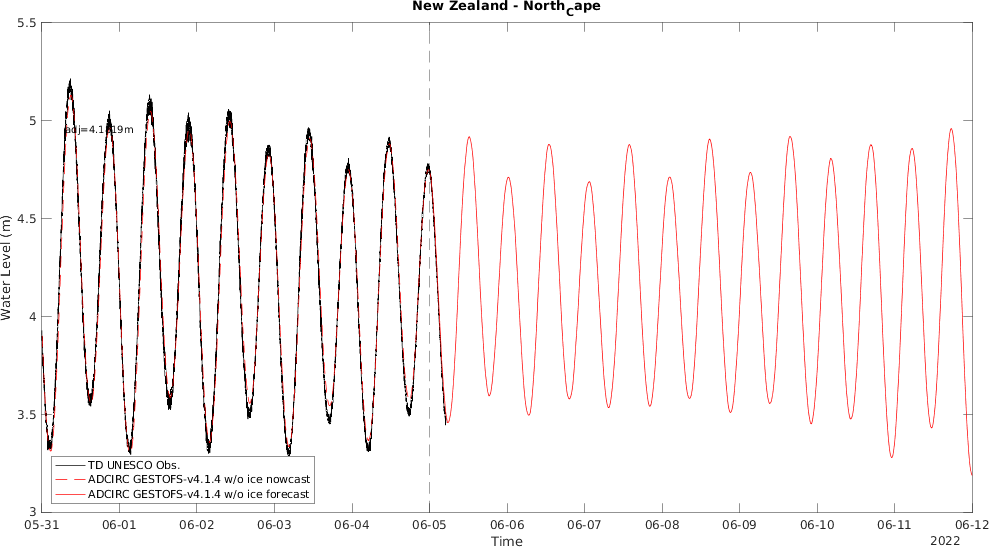 New Zealand - NorthCape
5.5
5
4.5
4
3.5
3
Water Level (m)
TD UNESCO Obs.
ADCIRC GESTOFS-v4.1.4 w/o ice nowcast
ADCIRC GESTOFS-v4.1.4 w/o ice forecast
05-31 06-01 06-02 06-03 06-04 06-05 06-06 06-07 06-08 06-09 06-10 06-11 06-12
Time
2022